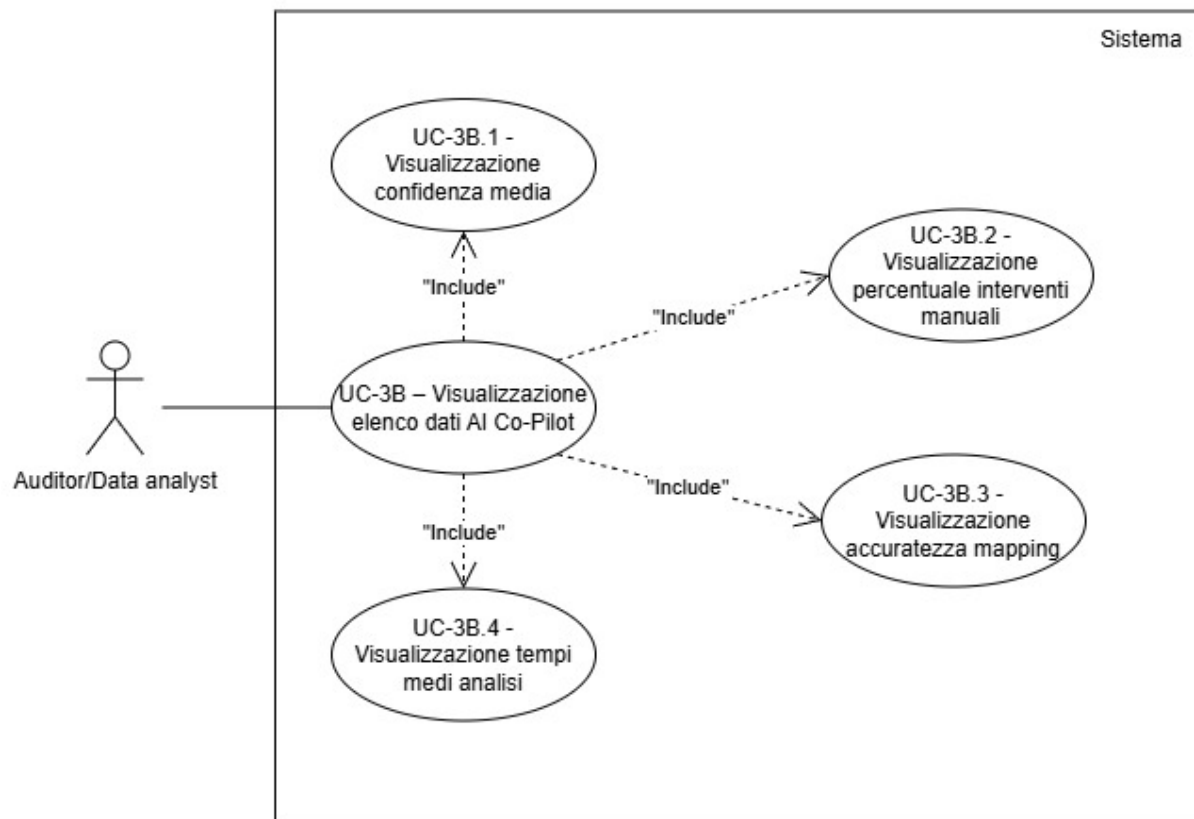 Sistema
UC-3B.1 -
Visualizzazione
confidenza media
UC-3B.2 -
Visualizzazione
percentuale interventi
manuali
"Include"
"Include"
UC-3B – Visualizzazione
elenco dati AI Co-Pilot
Auditor/Data analyst
"Include"
UC-3B.3 -
Visualizzazione
accuratezza mapping
"Include"
UC-3B.4 -
Visualizzazione tempi
medi analisi